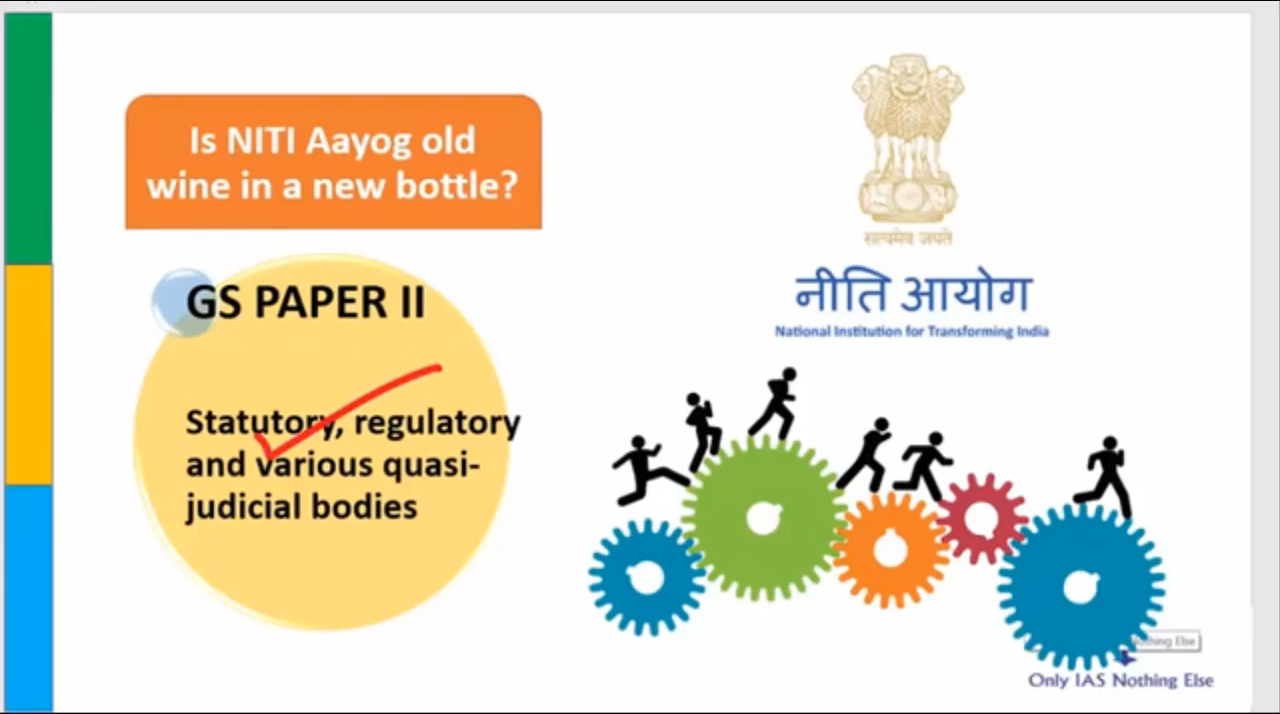 Is NITI Aayog old
wine in a new bottle?
GS PAPER II
Statutory, regulatory
and various quasi-
judicial bodies
सत्यमेव जयते
नीति आयोग
National Institution for Transforming India
Nothing Else
Only IAS Nothing Else